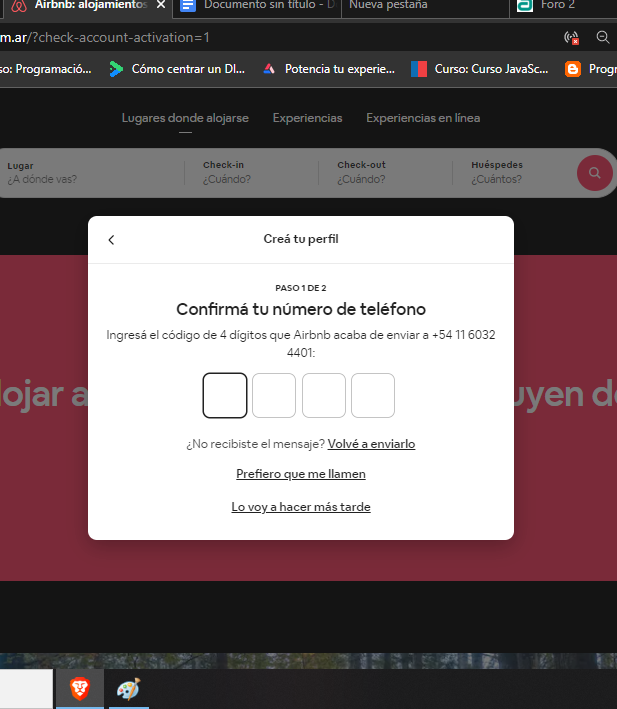 Airbnb: alojamientos
Documento sin título - D
Nueva pestaña
Foro 2
m.ar/?check-account-activation=1
so: Programació...
Cómo centrar un DI...
Potencia tu experie...
Curso: Curso JavaSc...
Progr
Lugares donde alojarse
Experiencias
Experiencias en línea
Lugar
¿A dónde vas?
Check-in
¿Cuándo?
Check-out
¿Cuándo?
Huéspedes
¿Cuántos?
Creá tu perfil
PASO 1 DE 2
Confirmá tu número de teléfono
Ingresá el código de 4 dígitos que Airbnb acaba de enviar a +54 11 6032
4401:
lojar a
uyen de
¿No recibiste el mensaje? Volvé a enviarlo
Prefiero que me llamen
Lo voy a hacer más tarde